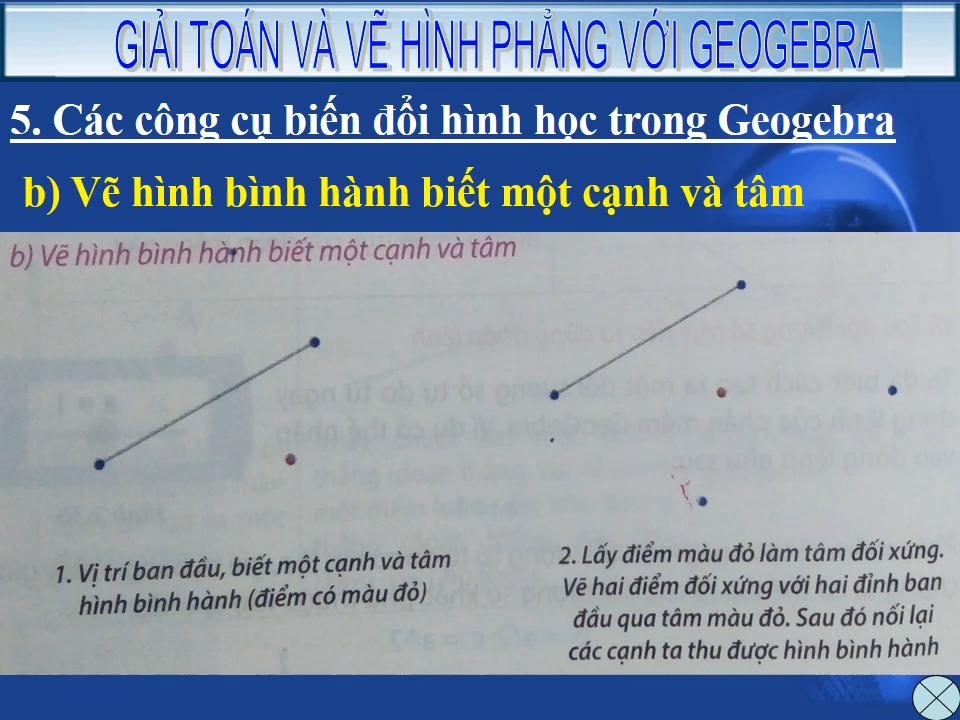 GIẢI TOÁN VÀ VẼ HÌNH PHẲNG VỚI GEOGEBRA
5. Các công cụ biến đổi hình học trong Geogebra
b) Vẽ hình bình hành biết một cạnh và tâm
b) Vẽ hình bình hành biết một cạnh và tâm
1. Vị trí ban đầu, biết một cạnh và tâm
hình bình hành (điểm có màu đỏ)
2. Lấy điểm màu đỏ làm tâm đối xứng.
Vẽ hai điểm đối xứng với hai đỉnh ban
đầu qua tâm màu đỏ. Sau đó nối lại
các cạnh ta thu được hình bình hành